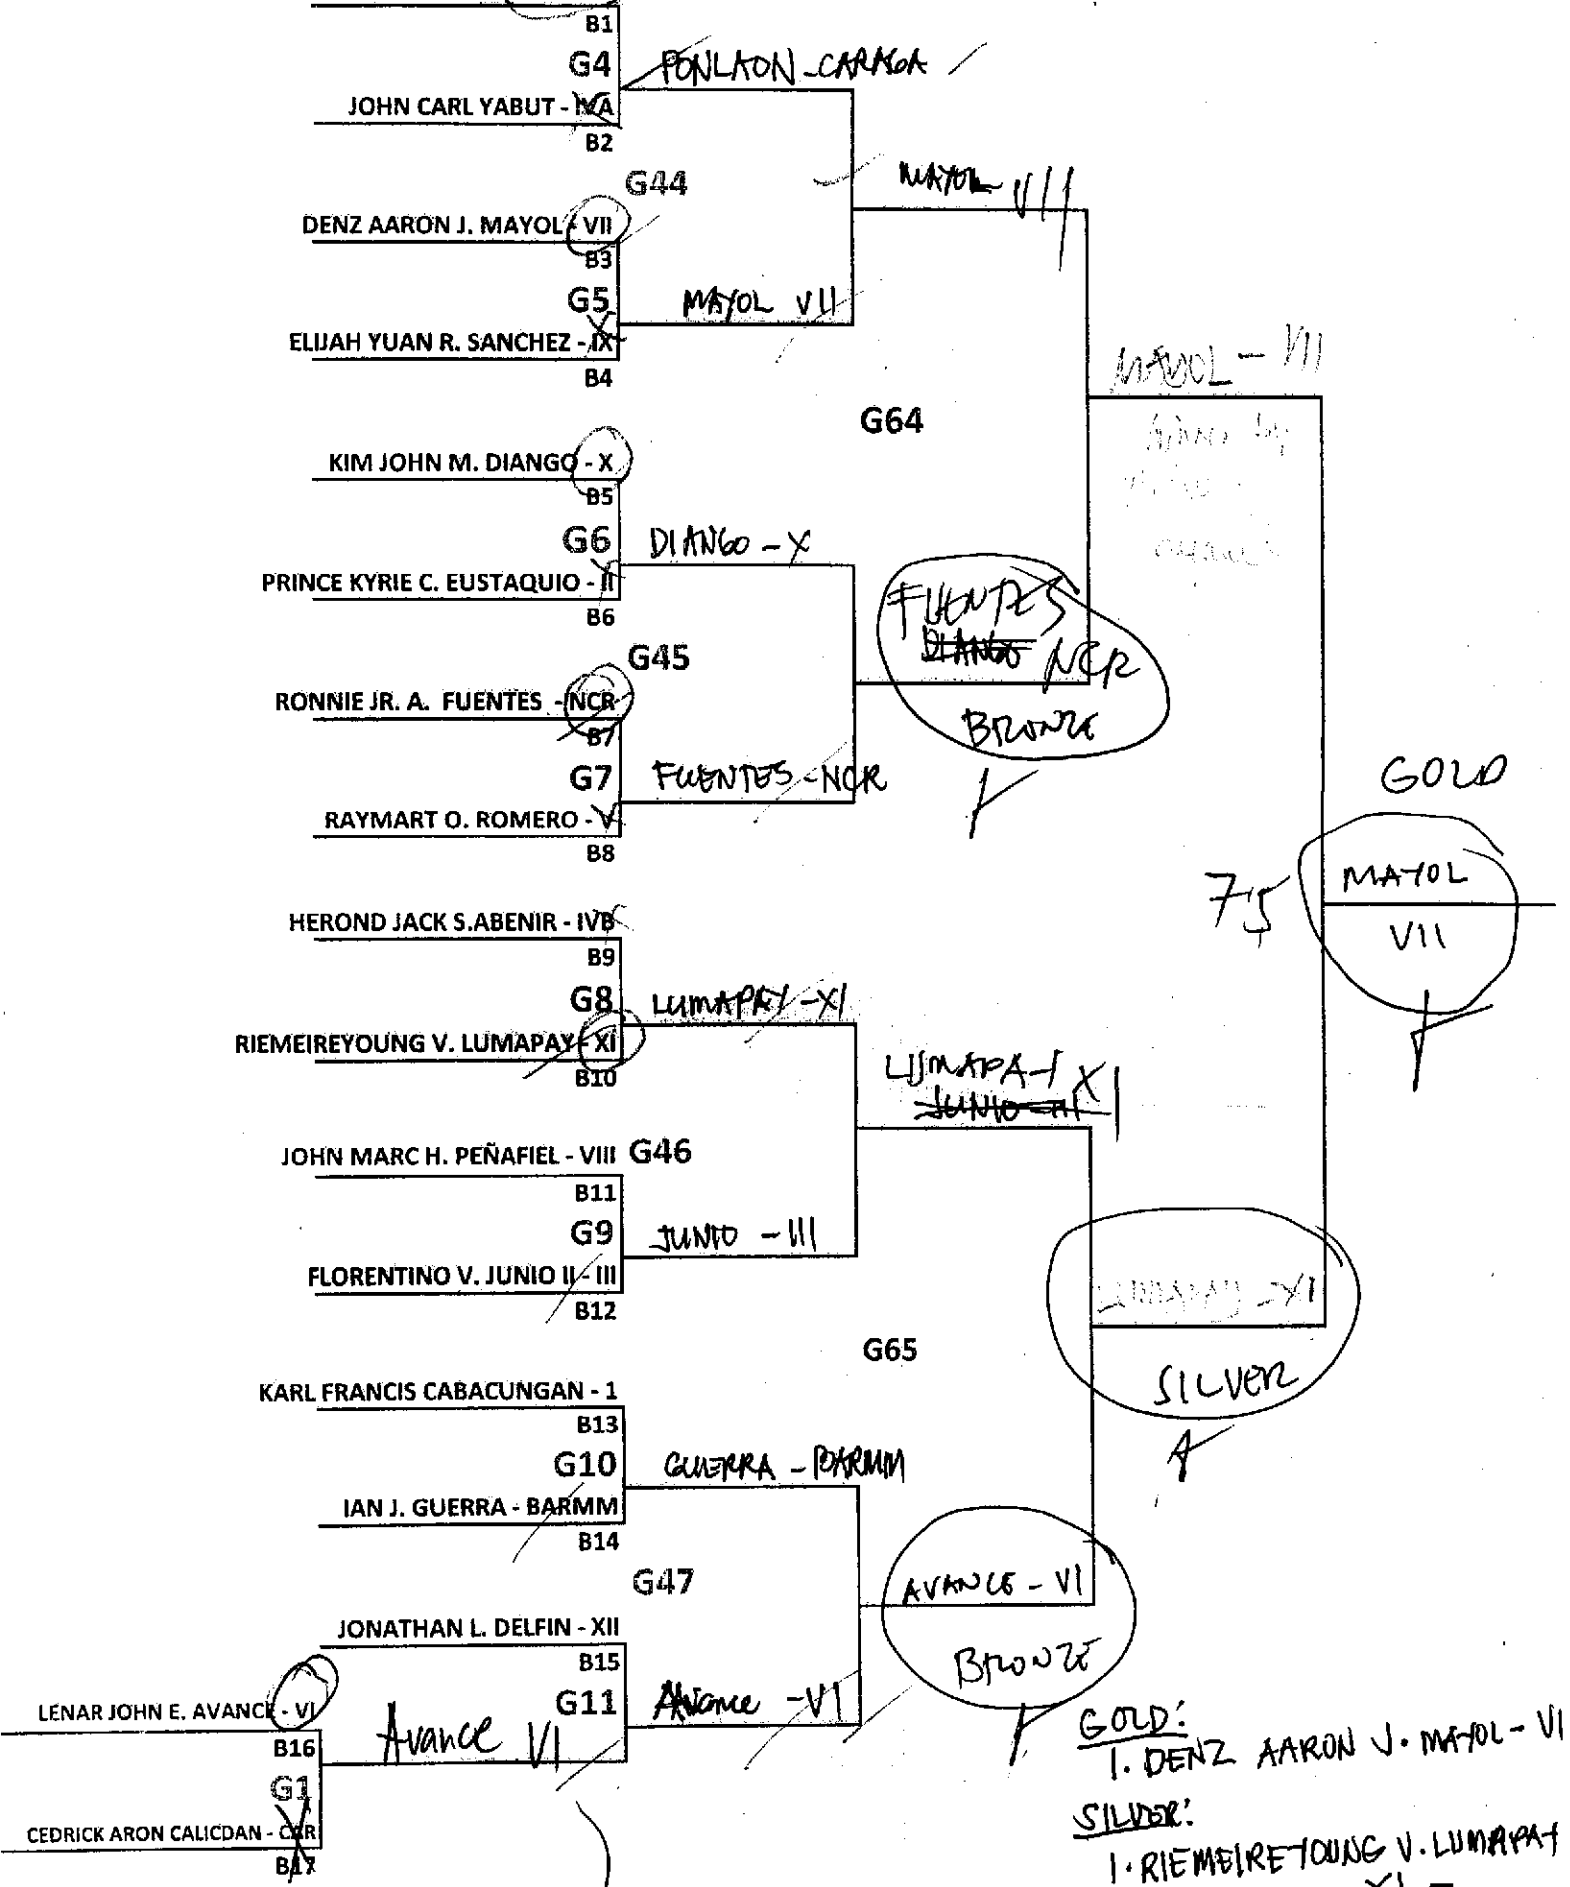 B1
G4
PONLAON - CARAGA
JOHN CARL YABUT - IVA
B2
G44
MAYOL VII
DENZ AARON J. MAYOL - VII
B3
G5
MAYOL VII
ELIJAH YUAN R. SANCHEZ - IX
B4
MAYOL - VII
G64
KIM JOHN M. DIANGO - X
B5
G6
DIANGO - X
PRINCE KYRIE C. EUSTAQUIO - II
B6
FUENTES
DIANGO NCR
BRONZE
G45
RONNIE JR. A. FUENTES - NCR
B7
G7
FUENTES - NCR
RAYMART O. ROMERO - V
B8
GOLD
75
MAYOL
VII
HEROND JACK S.ABENIR - IVB
B9
G8
LUMAPAY - XI
RIEMEIREYOUNG V. LUMAPAY - XI
B10
LUMAPAY XI
JUNIO - III
JOHN MARC H. PEÑAFIEL - VIII
G46
B11
G9
JUNIO - III
FLORENTINO V. JUNIO II - III
B12
LUMAPAY - XI
SILVER
G65
KARL FRANCIS CABACUNGAN - 1
B13
G10
GUERRA - BARMM
IAN J. GUERRA - BARMM
B14
G47
AVANCE - VI
BRONZE
JONATHAN L. DELFIN - XII
B15
G11
Avance - VI
LENAR JOHN E. AVANCE - VI
B16
Avance VI
G1
CEDRICK ARON CALICDAN - CAR
B17
GOLD:
1. DENZ AARON J. MAYOL - VI
SILVER:
1. RIEMEIREYOUNG V. LUMAPAY
XI